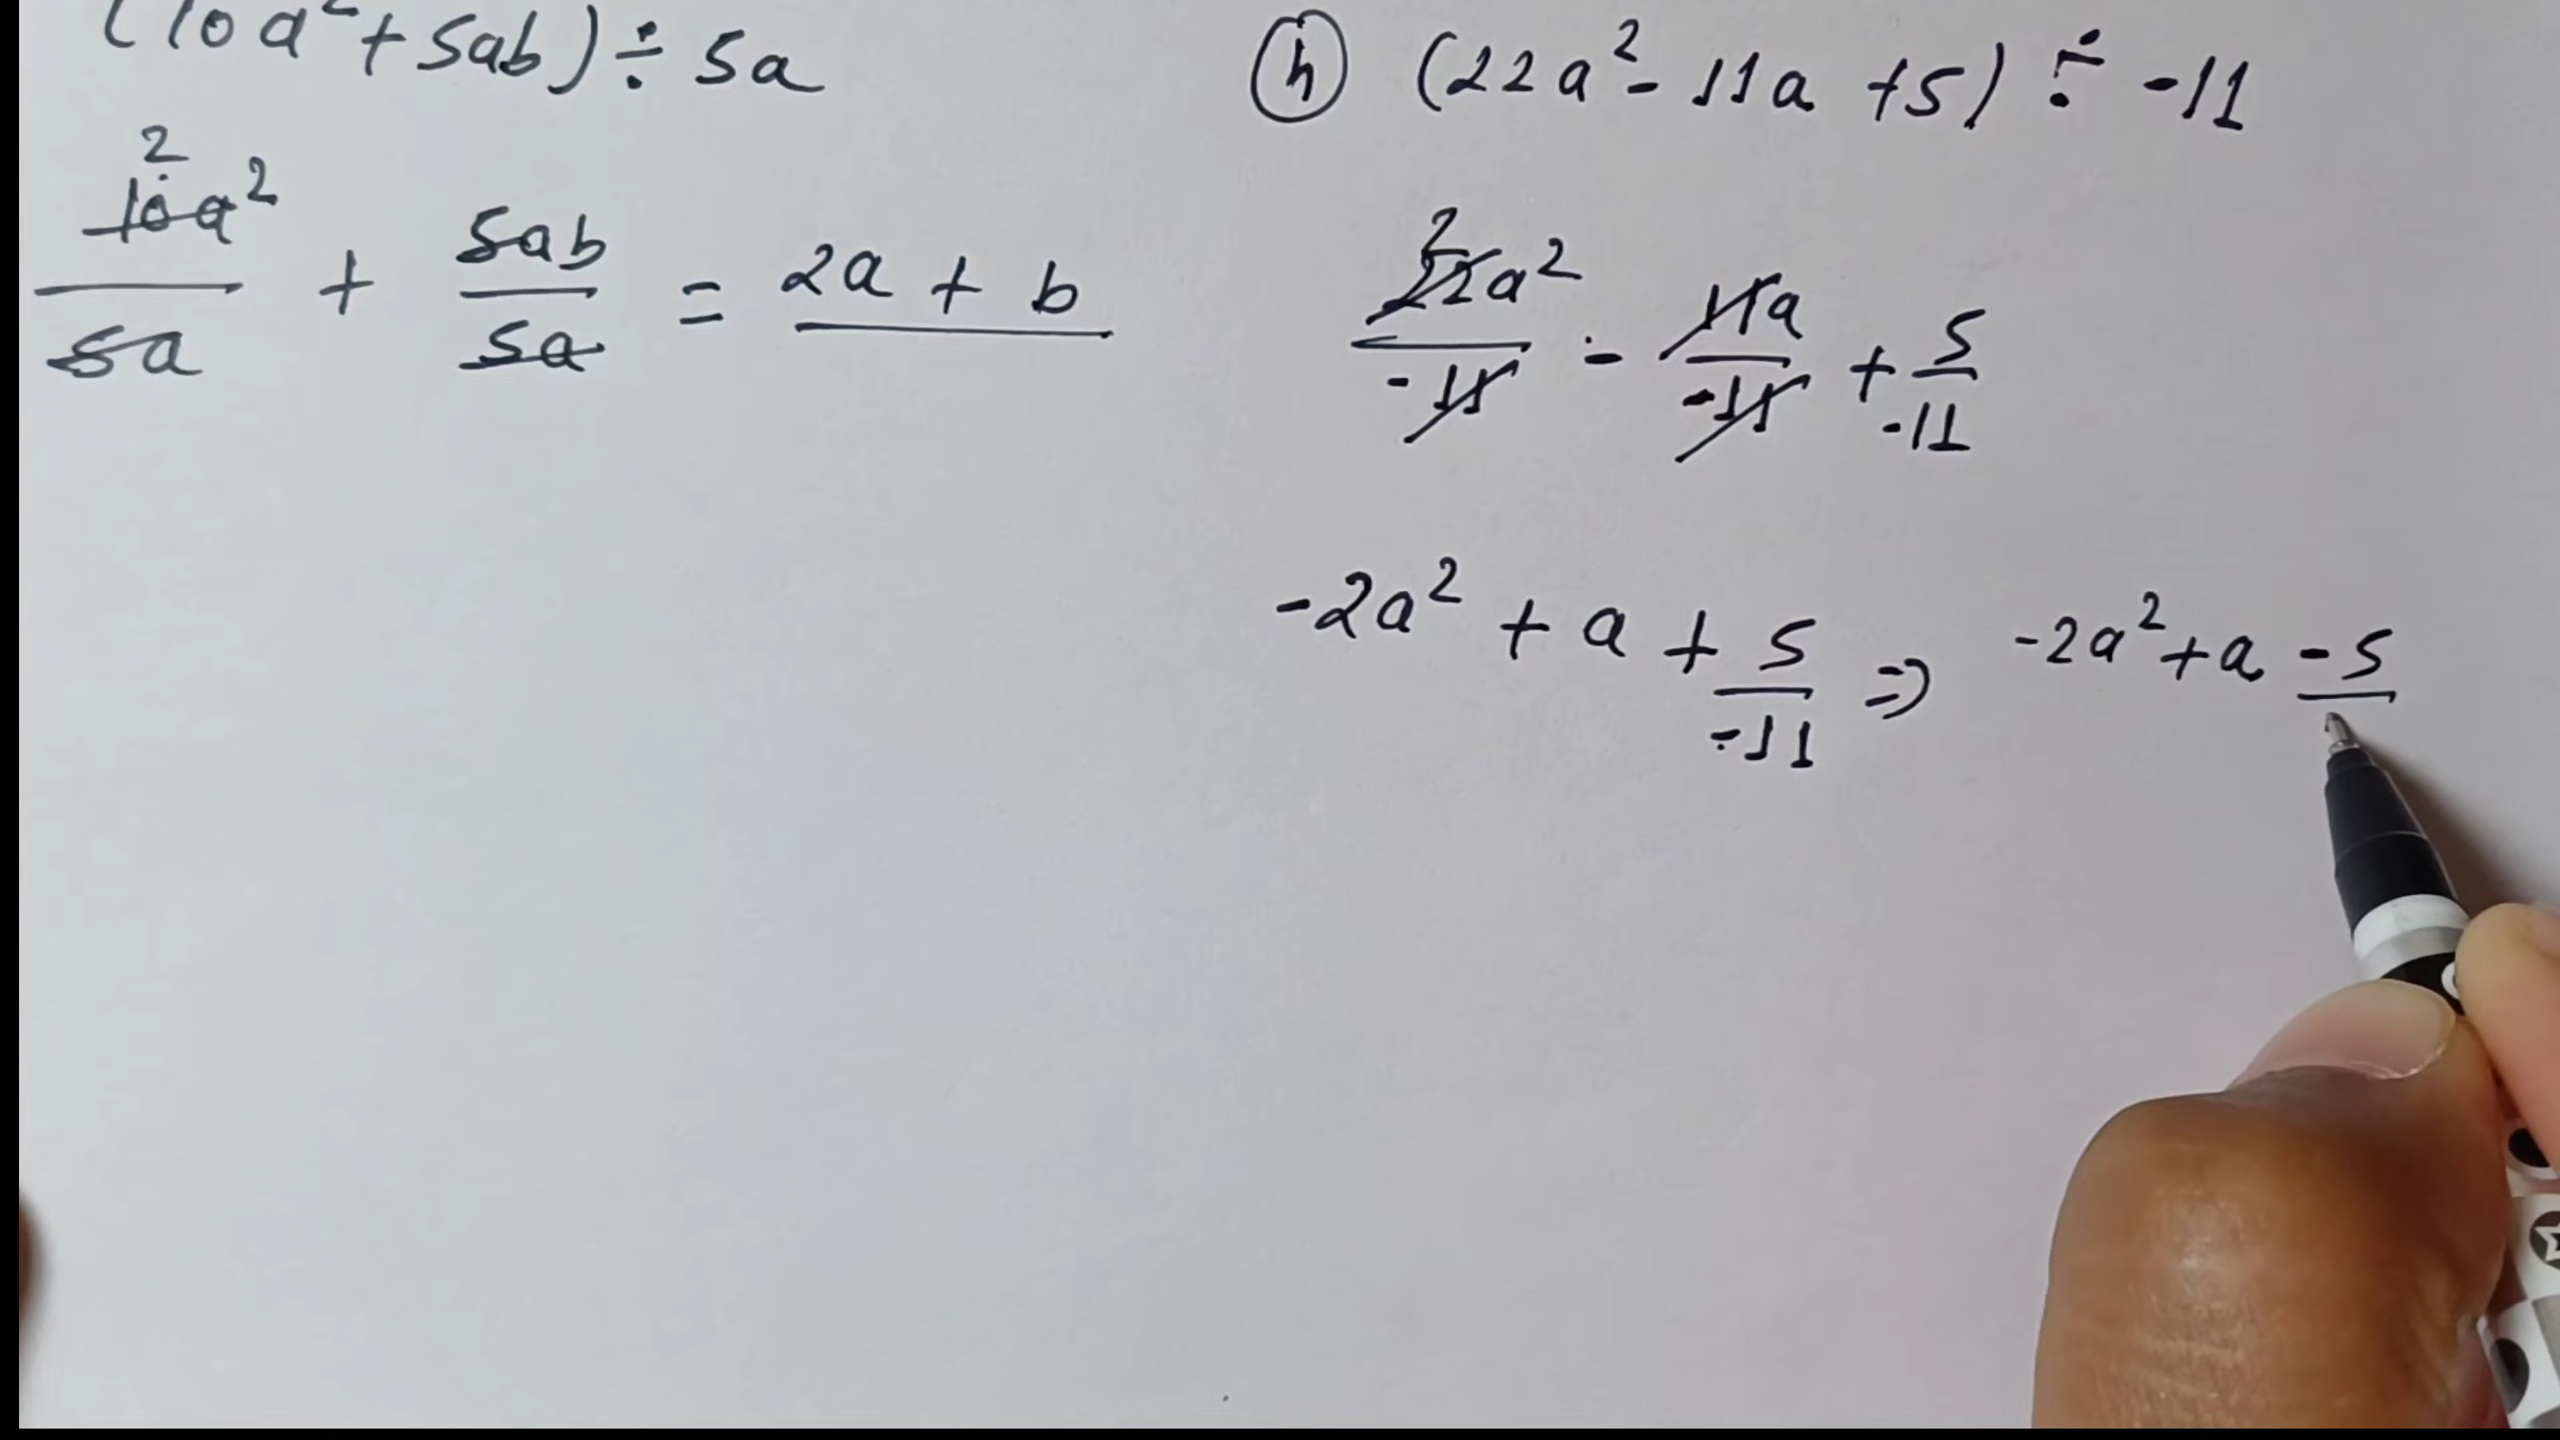 (10a²+5ab)÷5a
2
10a²/5a + 5ab/5a = 2a + b
(h) (22a²-11a+5) ÷ -11
2
22a²/-11 - 11a/-11 + 5/-11
-2a² + a + 5/-11 ⇒ -2a²+a -5/